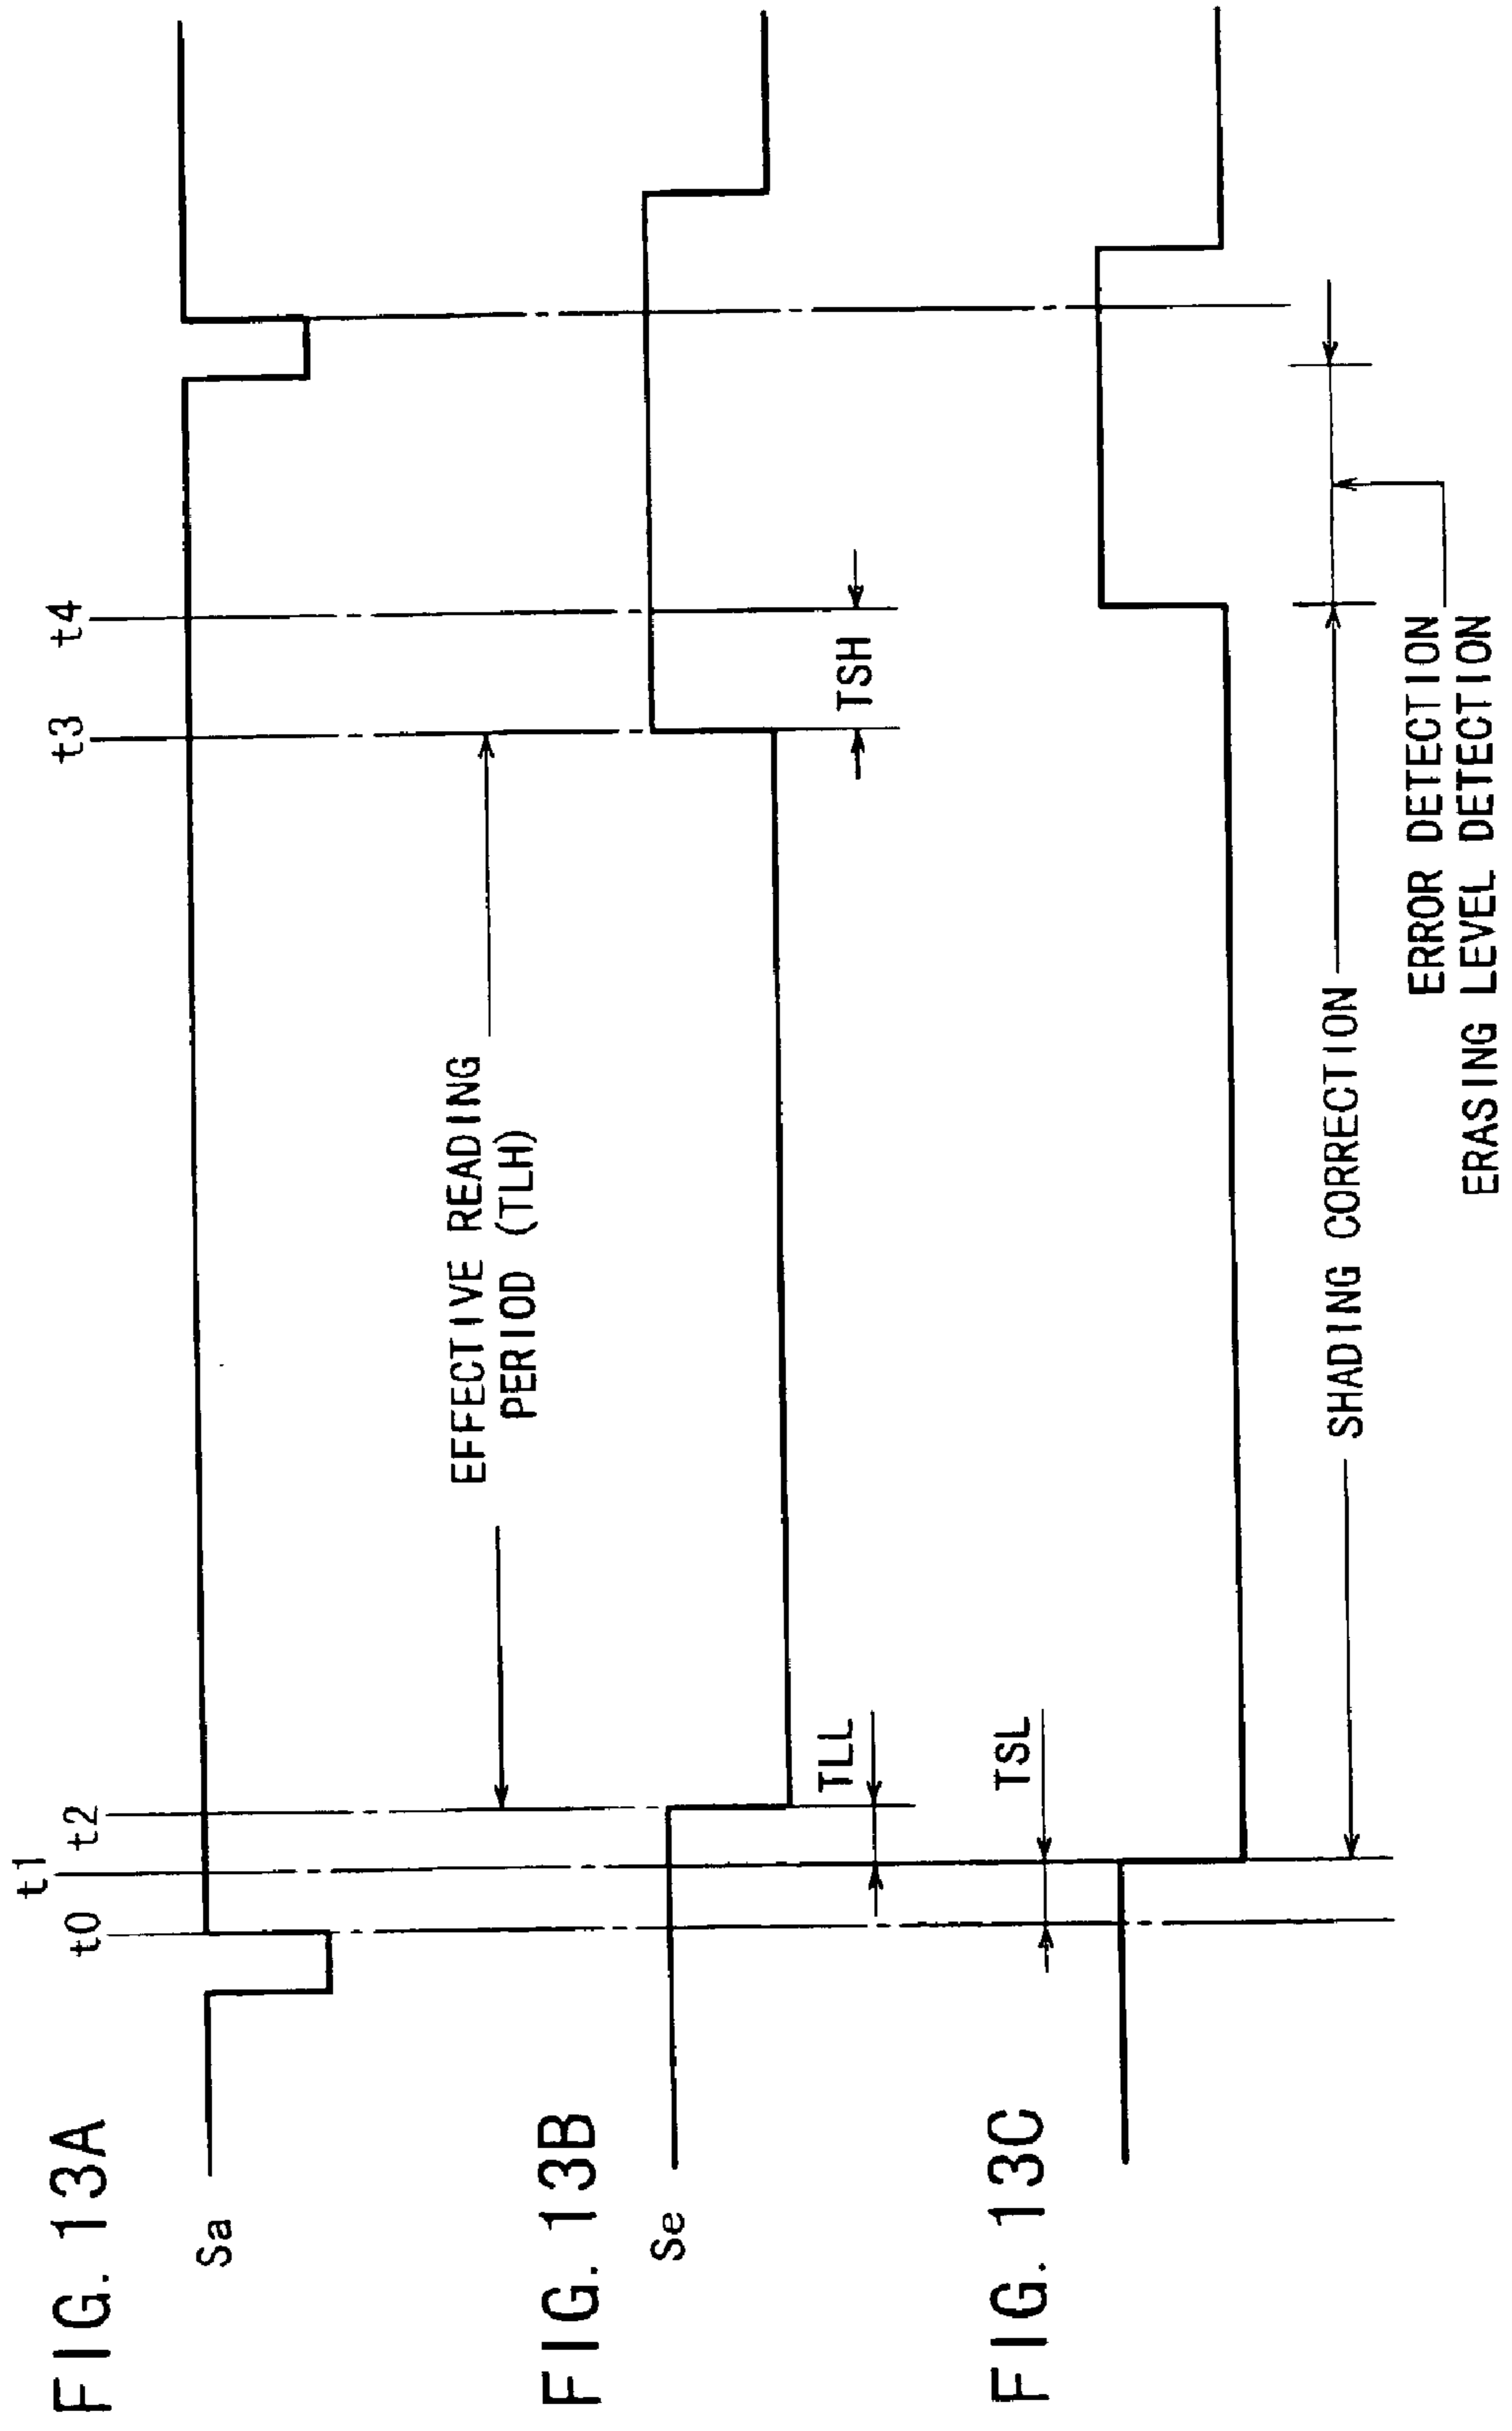 FIG. 13A
t0
t1
t2
t3
t4
Sa
EFFECTIVE READING
PERIOD (TLH)
FIG. 13B
Se
TLL
TSH
FIG. 13C
TSL
SHADING CORRECTION
ERROR DETECTION
ERASING LEVEL DETECTION